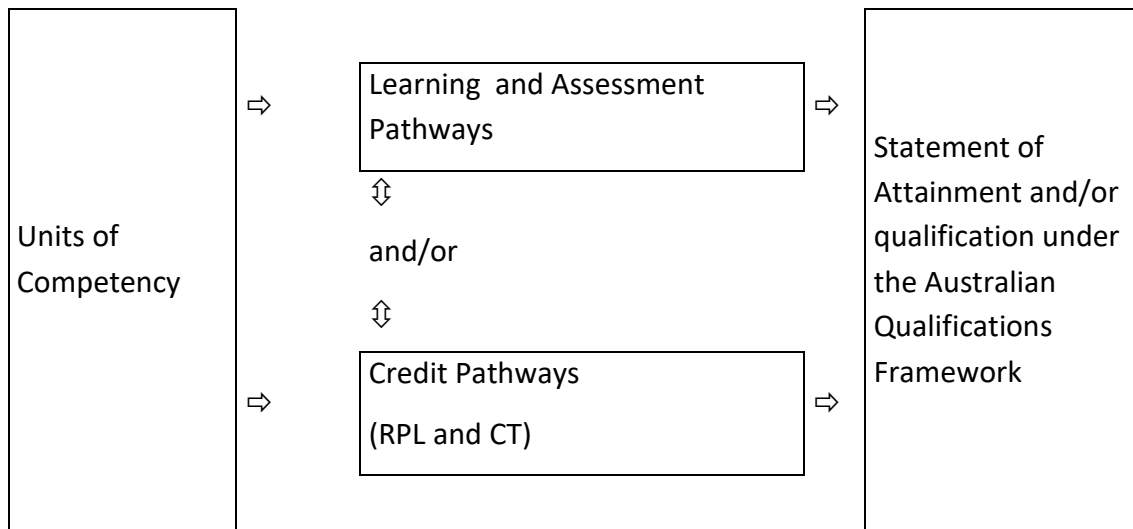 Units of
Competency
⇨
Learning and Assessment
Pathways
⇨
⇳
and/or
⇳
⇨
Credit Pathways
(RPL and CT)
⇨
Statement of
Attainment and/or
qualification under
the Australian
Qualifications
Framework